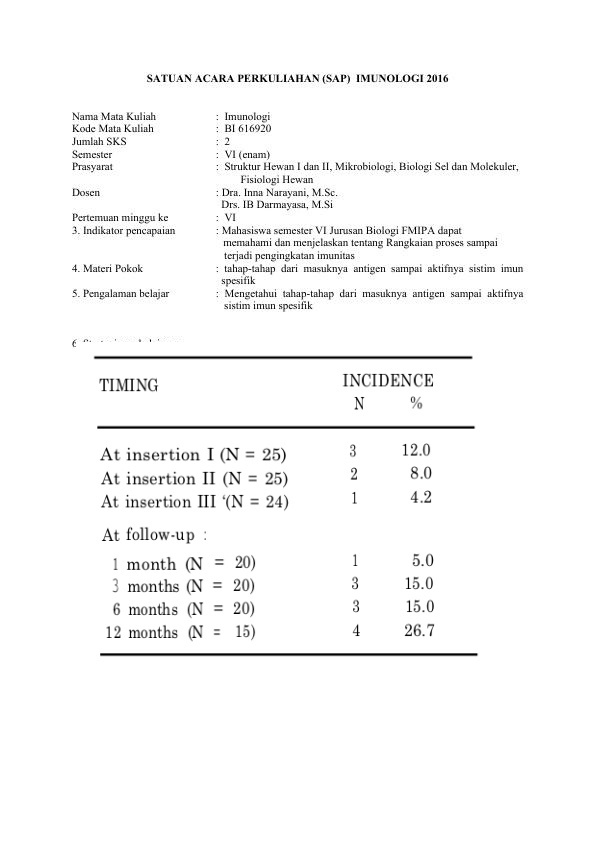 SATUAN ACARA PERKULIAHAN (SAP) IMUNOLOGI 2016
Nama Mata Kuliah : Imunologi
Kode Mata Kuliah : BI 616920
Jumlah SKS : 2
Semester : VI (enam)
Prasyarat : Struktur Hewan I dan II, Mikrobiologi, Biologi Sel dan Molekuler,
Fisiologi Hewan
Dosen : Dra. Inna Narayani, M.Sc.
Drs. IB Darmayasa, M.Si
Pertemuan minggu ke : VI
3. Indikator pencapaian : Mahasiswa semester VI Jurusan Biologi FMIPA dapat
memahami dan menjelaskan tentang Rangkaian proses sampai
terjadi pengingkatan imunitas
4. Materi Pokok : tahap-tahap dari masuknya antigen sampai aktifnya sistim imun
spesifik
5. Pengalaman belajar : Mengetahui tahap-tahap dari masuknya antigen sampai aktifnya
sistim imun spesifik
TIMING INCIDENCE
N %
At insertion I (N = 25) 3 12.0
At insertion II (N = 25) 2 8.0
At insertion III ‘(N = 24) 1 4.2
At follow-up :
1 month (N = 20) 1 5.0
3 months (N = 20) 3 15.0
6 months (N = 20) 3 15.0
12 months (N = 15) 4 26.7